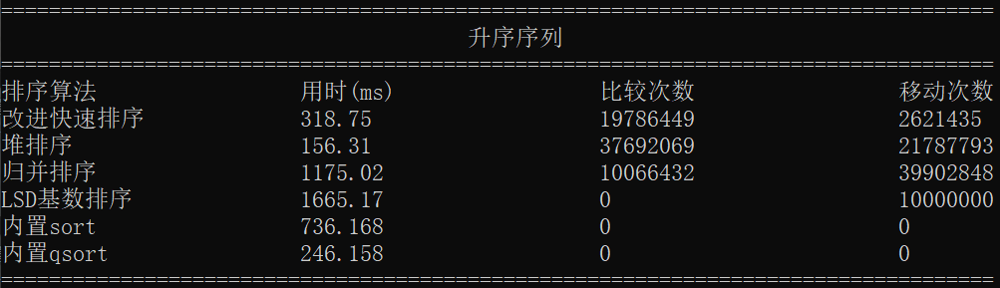 升序序列
排序算法 用时(ms) 比较次数 移动次数
改进快速排序 318.75 19786449 2621435
堆排序 156.31 37692069 21787793
归并排序 1175.02 10066432 39902848
LSD基数排序 1665.17 0 10000000
内置sort 736.168 0 0
内置qsort 246.158 0 0